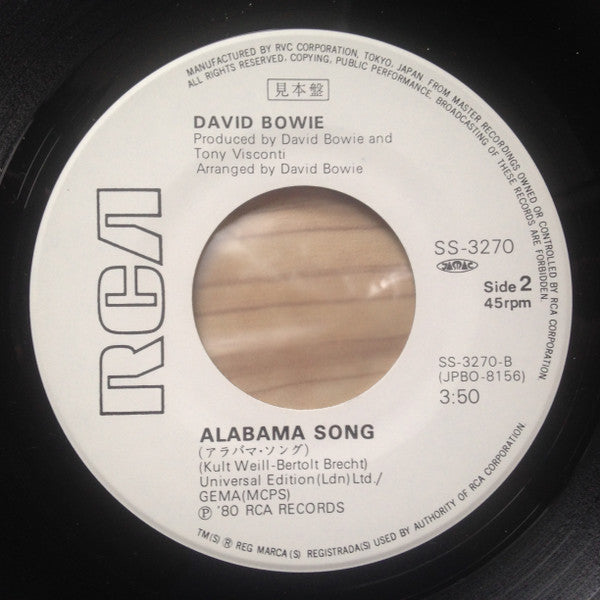 MANUFACTURED BY RVC CORPORATION, TOKYO, JAPAN, FROM MASTER RECORDINGS OWNED OR CONTROLLED BY RCA CORPORATION
ALL RIGHTS RESERVED, COPYING, PUBLIC PERFORMANCE, BROADCASTING OF THESE RECORDS ARE FORBIDDEN.
見本盤
DAVID BOWIE
Produced by David Bowie and
Tony Visconti
Arranged by David Bowie
RCA
SS-3270
JASRAC
Side 2
45rpm
SS-3270-B
(JPBO-8156)
3:50
ALABAMA SONG
(アラバマ・ソング)
(Kult Weill-Bertolt Brecht)
Universal Edition(Ldn)Ltd./
GEMA(MCPS)
Ⓟ '80 RCA RECORDS
TM(S) ® REG MARCA(S) REGISTRADA(S) USED BY AUTHORITY OF RCA CORPORATION